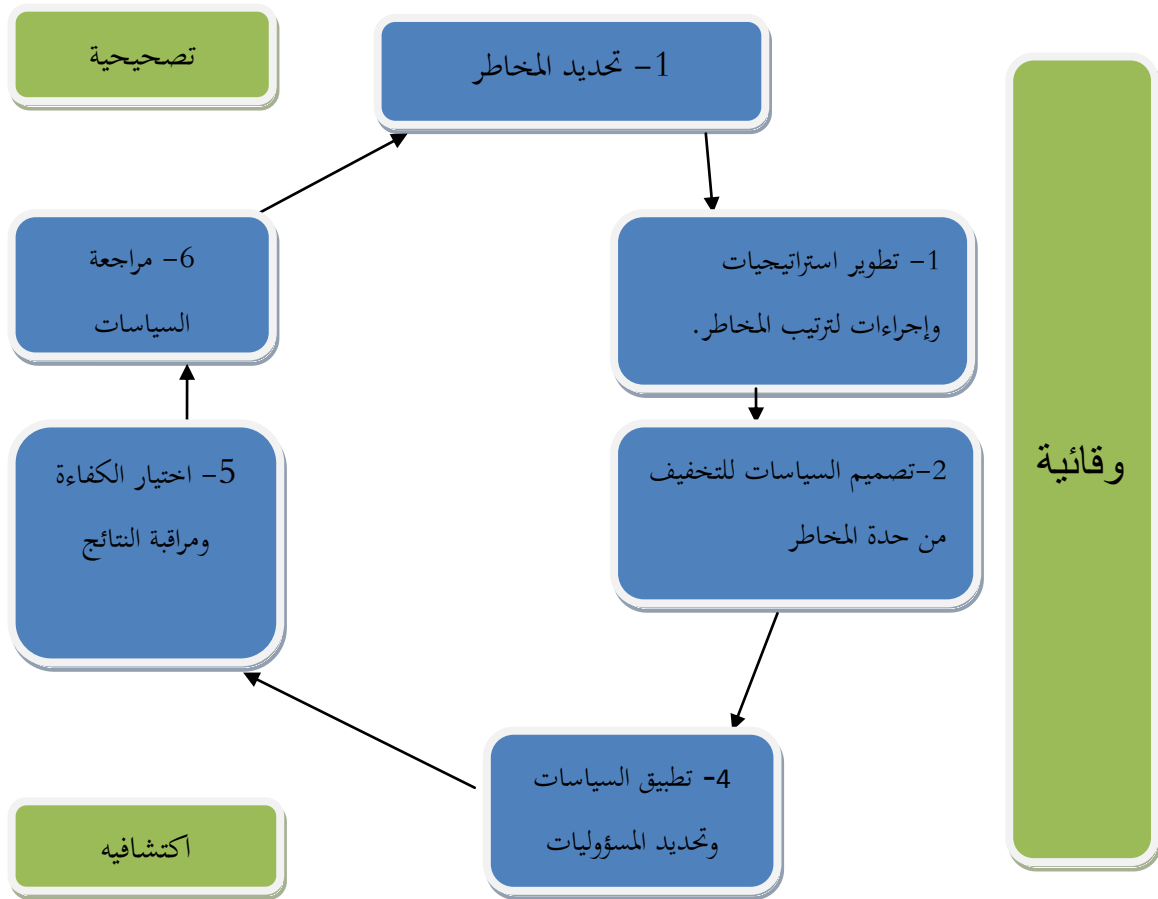 تصحيحية
1- تحديد المخاطر
1- تطوير استراتيجيات
وإجراءات لترتيب المخاطر.
2-تصميم السياسات للتخفيف
من حدة المخاطر
4- تطبيق السياسات
وتحديد المسؤوليات
5- اختيار الكفاءة
ومراقبة النتائج
6- مراجعة
السياسات
وقائية
اكتشافيه